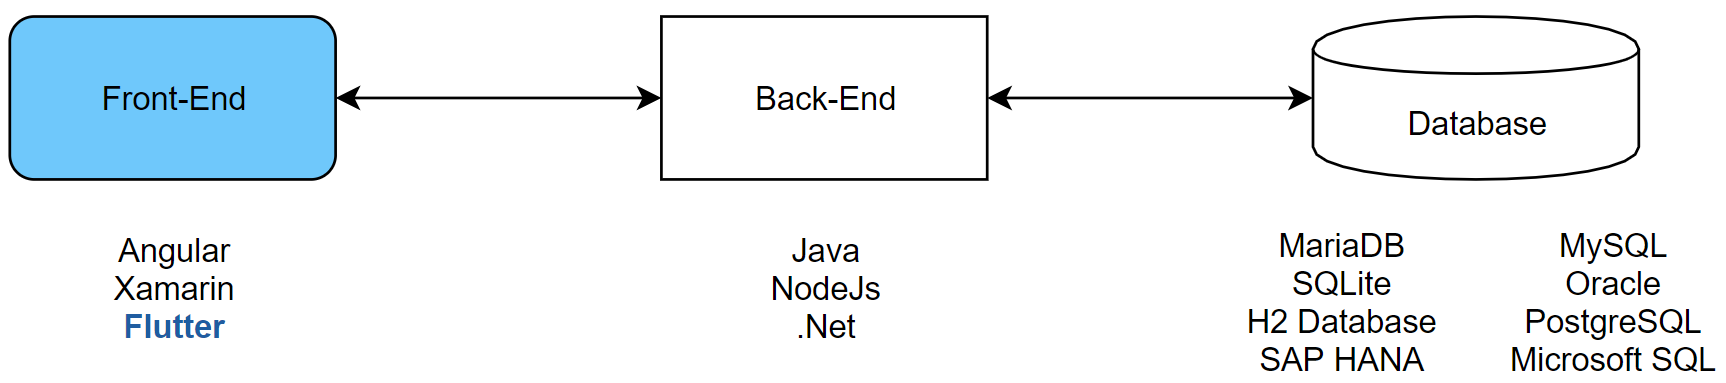 Front-End
Back-End
Database
Angular
Xamarin
Flutter
Java
NodeJs
.Net
MariaDB
SQLite
H2 Database
SAP HANA
MySQL
Oracle
PostgreSQL
Microsoft SQL